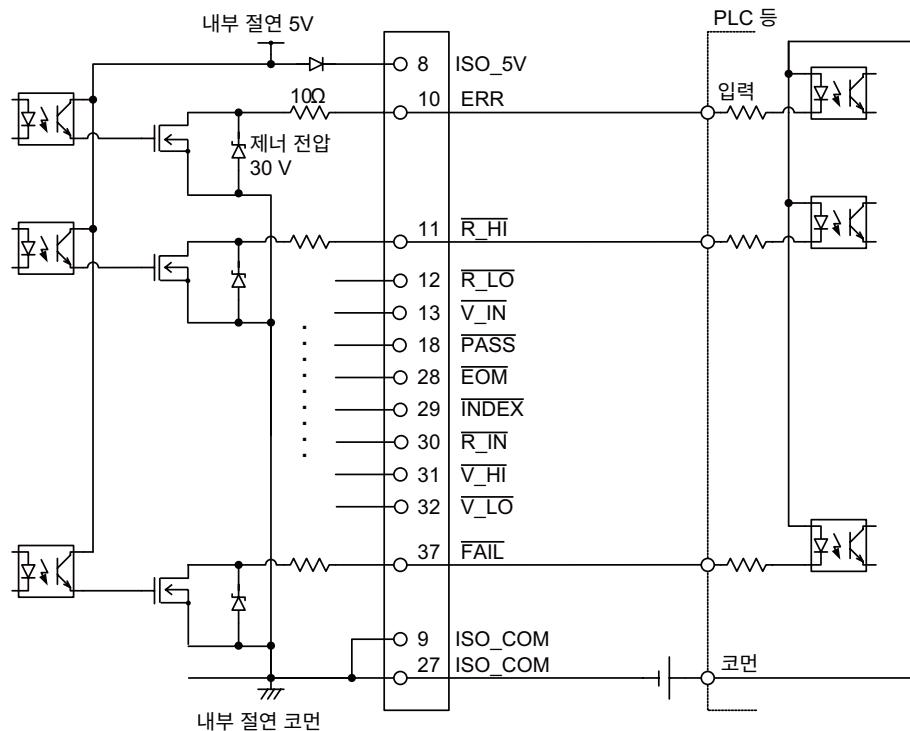 내부 절연 5V
PLC 등
8 ISO_5V
10Ω
10 ERR
입력
제너 전압
30 V
11 R_HI
12 R_LO
13 V_IN
18 PASS
28 EOM
29 INDEX
30 R_IN
31 V_HI
32 V_LO
37 FAIL
9 ISO_COM
27 ISO_COM
코먼
내부 절연 코먼